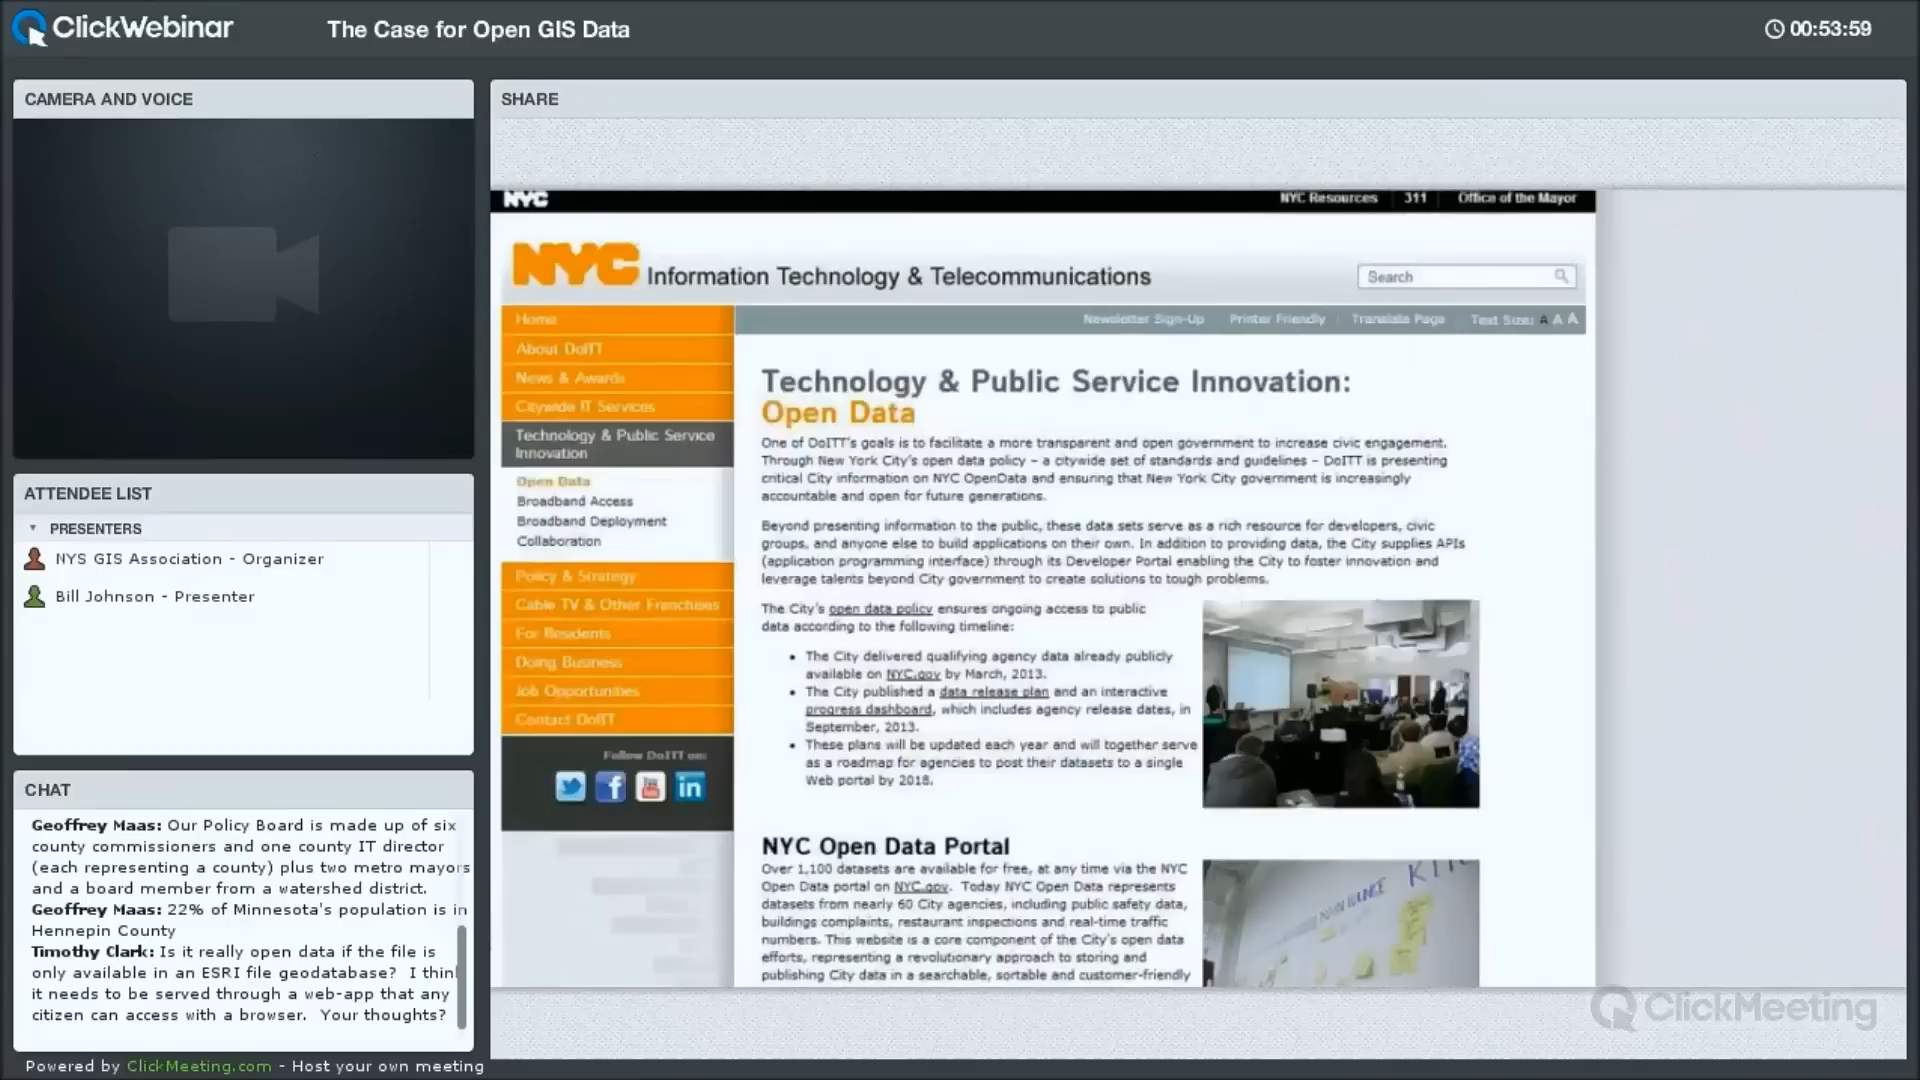 ClickWebinar
The Case for Open GIS Data
00:53:59
CAMERA AND VOICE
ATTENDEE LIST
PRESENTERS
NYS GIS Association - Organizer
Bill Johnson - Presenter
CHAT
Geoffrey Maas: Our Policy Board is made up of six
county commissioners and one county IT director
(each representing a county) plus two metro mayors
and a board member from a watershed district.
Geoffrey Maas: 22% of Minnesota's population is in
Hennepin County
Timothy Clark: Is it really open data if the file is
only available in an ESRI file geodatabase? I think
it needs to be served through a web-app that any
citizen can access with a browser. Your thoughts?
Powered by ClickMeeting.com - Host your own meeting
SHARE
NYC
NYC Resources 311 Office of the Mayor
NYC Information Technology & Telecommunications
Search
Newsletter Sign-Up Printer Friendly Translate Page Text Size: A A A
Home
About DoITT
News & Awards
Citywide IT Services
Technology & Public Service
Innovation
Open Data
Broadband Access
Broadband Deployment
Collaboration
Policy & Strategy
Cable TV & Other Franchises
For Residents
Doing Business
Job Opportunities
Contact DoITT
Follow DoITT on:
Technology & Public Service Innovation:
Open Data
One of DoITT's goals is to facilitate a more transparent and open government to increase civic engagement.
Through New York City's open data policy – a citywide set of standards and guidelines – DoITT is presenting
critical City information on NYC OpenData and ensuring that New York City government is increasingly
accountable and open for future generations.
Beyond presenting information to the public, these data sets serve as a rich resource for developers, civic
groups, and anyone else to build applications on their own. In addition to providing data, the City supplies APIs
(application programming interface) through its Developer Portal enabling the City to foster innovation and
leverage talents beyond City government to create solutions to tough problems.
The City's open data policy ensures ongoing access to public
data according to the following timeline:
• The City delivered qualifying agency data already publicly
available on NYC.gov by March, 2013.
• The City published a data release plan and an interactive
progress dashboard, which includes agency release dates, in
September, 2013.
• These plans will be updated each year and will together serve
as a roadmap for agencies to post their datasets to a single
Web portal by 2018.
NYC Open Data Portal
Over 1,100 datasets are available for free, at any time via the NYC
Open Data portal on NYC.gov. Today NYC Open Data represents
datasets from nearly 60 City agencies, including public safety data,
buildings complaints, restaurant inspections and real-time traffic
numbers. This website is a core component of the City's open data
efforts, representing a revolutionary approach to storing and
publishing City data in a searchable, sortable and customer-friendly
ClickMeeting